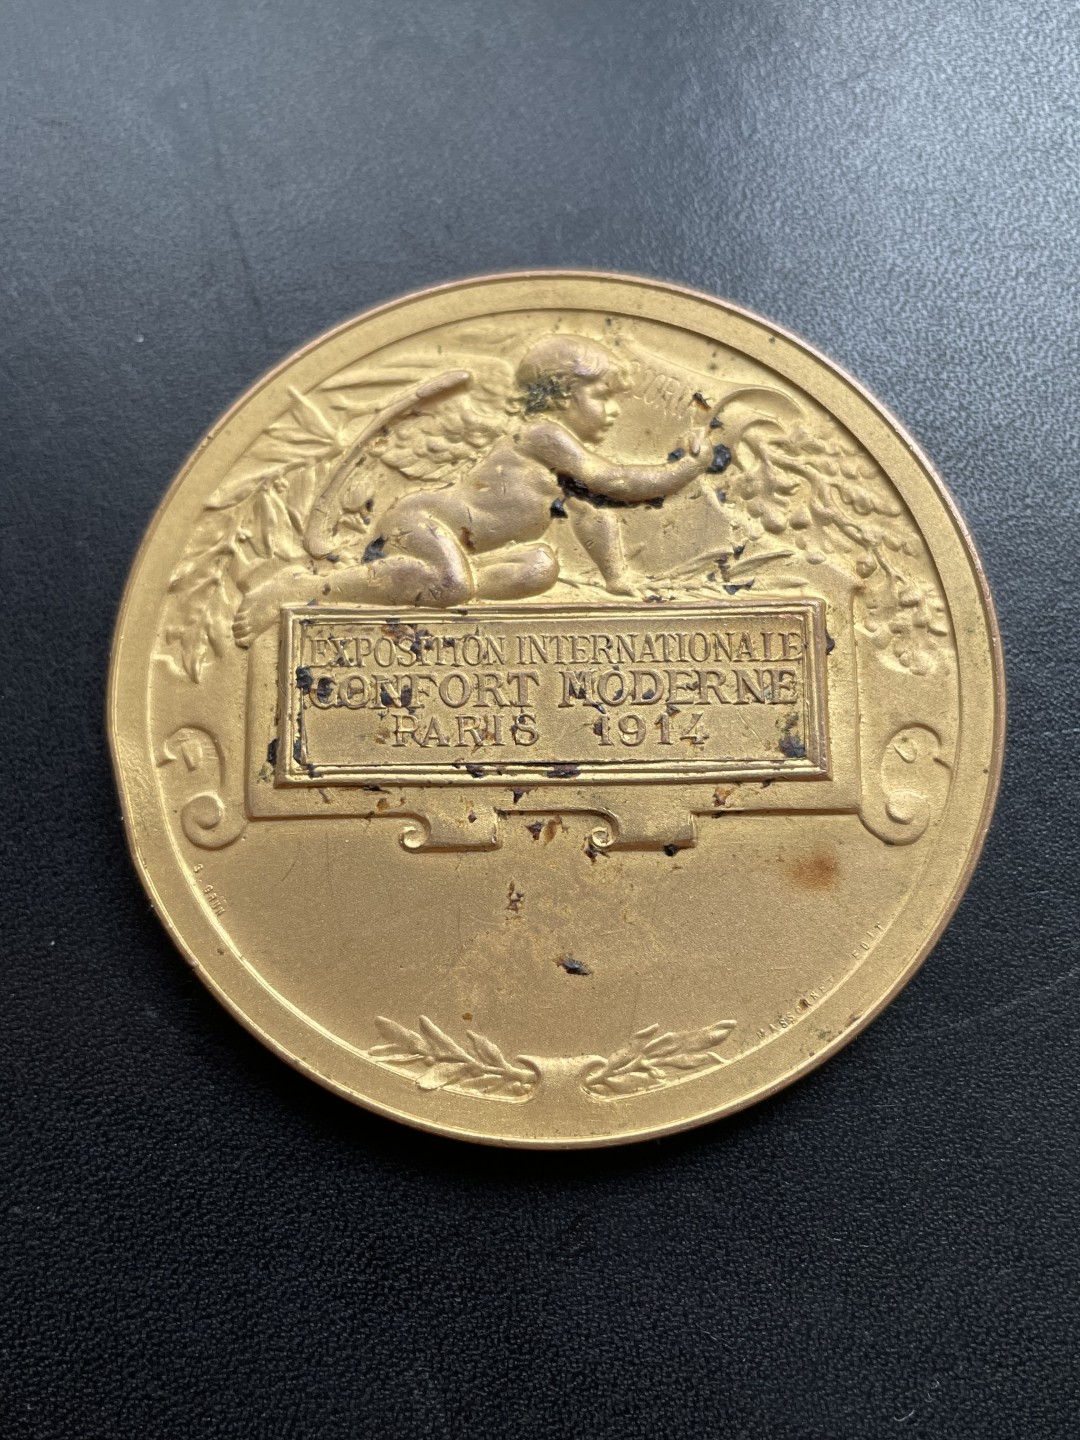 EXPOSITION INTERNATIONALE
CONFORT MODERNE
PARIS 1914